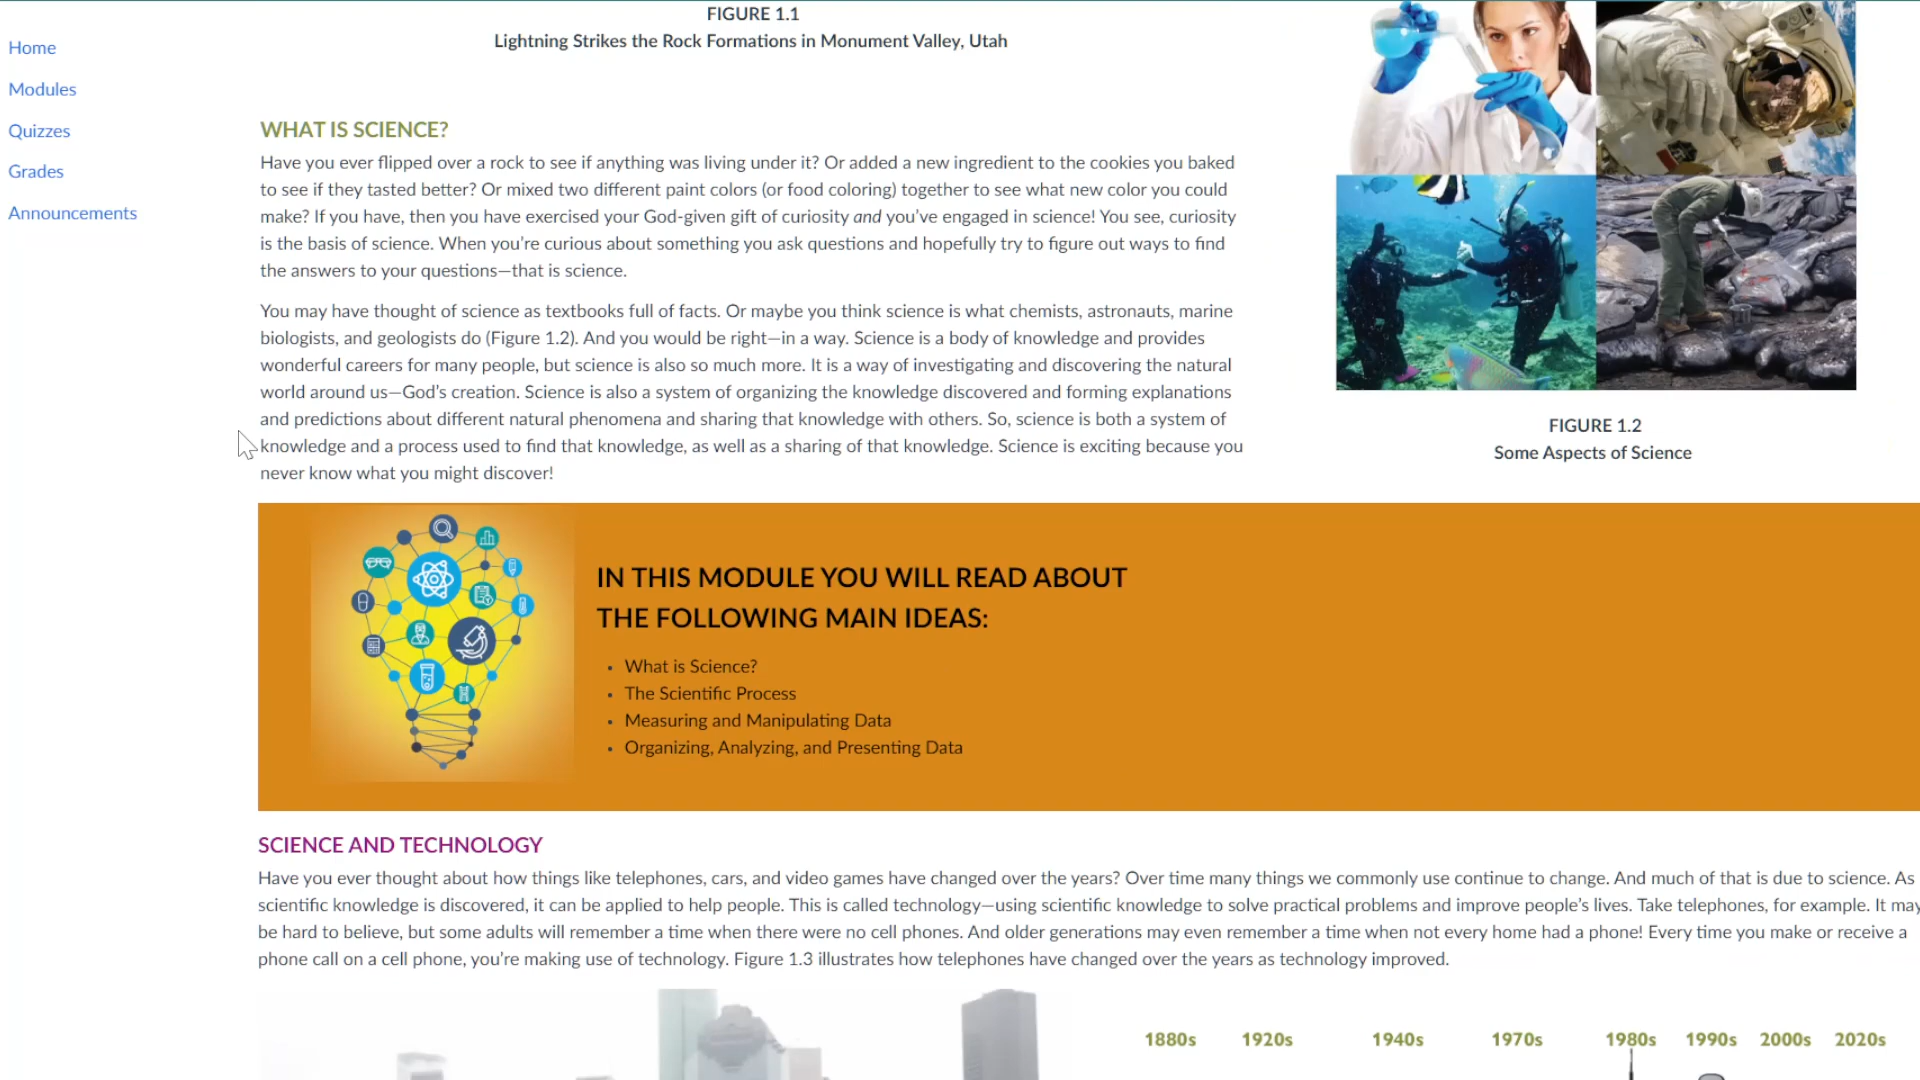 FIGURE 1.1
Lightning Strikes the Rock Formations in Monument Valley, Utah
Home
Modules
Quizzes
Grades
Announcements
WHAT IS SCIENCE?
Have you ever flipped over a rock to see if anything was living under it? Or added a new ingredient to the cookies you baked
to see if they tasted better? Or mixed two different paint colors (or food coloring) together to see what new color you could
make? If you have, then you have exercised your God-given gift of curiosity and you’ve engaged in science! You see, curiosity
is the basis of science. When you’re curious about something you ask questions and hopefully try to figure out ways to find
the answers to your questions—that is science.
You may have thought of science as textbooks full of facts. Or maybe you think science is what chemists, astronauts, marine
biologists, and geologists do (Figure 1.2). And you would be right—in a way. Science is a body of knowledge and provides
wonderful careers for many people, but science is also so much more. It is a way of investigating and discovering the natural
world around us—God’s creation. Science is also a system of organizing the knowledge discovered and forming explanations
and predictions about different natural phenomena and sharing that knowledge with others. So, science is both a system of
knowledge and a process used to find that knowledge, as well as a sharing of that knowledge. Science is exciting because you
never know what you might discover!
FIGURE 1.2
Some Aspects of Science
IN THIS MODULE YOU WILL READ ABOUT
THE FOLLOWING MAIN IDEAS:
• What is Science?
• The Scientific Process
• Measuring and Manipulating Data
• Organizing, Analyzing, and Presenting Data
SCIENCE AND TECHNOLOGY
Have you ever thought about how things like telephones, cars, and video games have changed over the years? Over time many things we commonly use continue to change. And much of that is due to science. As
scientific knowledge is discovered, it can be applied to help people. This is called technology—using scientific knowledge to solve practical problems and improve people’s lives. Take telephones, for example. It may
be hard to believe, but some adults will remember a time when there were no cell phones. And older generations may even remember a time when not every home had a phone! Every time you make or receive a
phone call on a cell phone, you’re making use of technology. Figure 1.3 illustrates how telephones have changed over the years as technology improved.
1880s 1920s 1940s 1970s 1980s 1990s 2000s 2020s